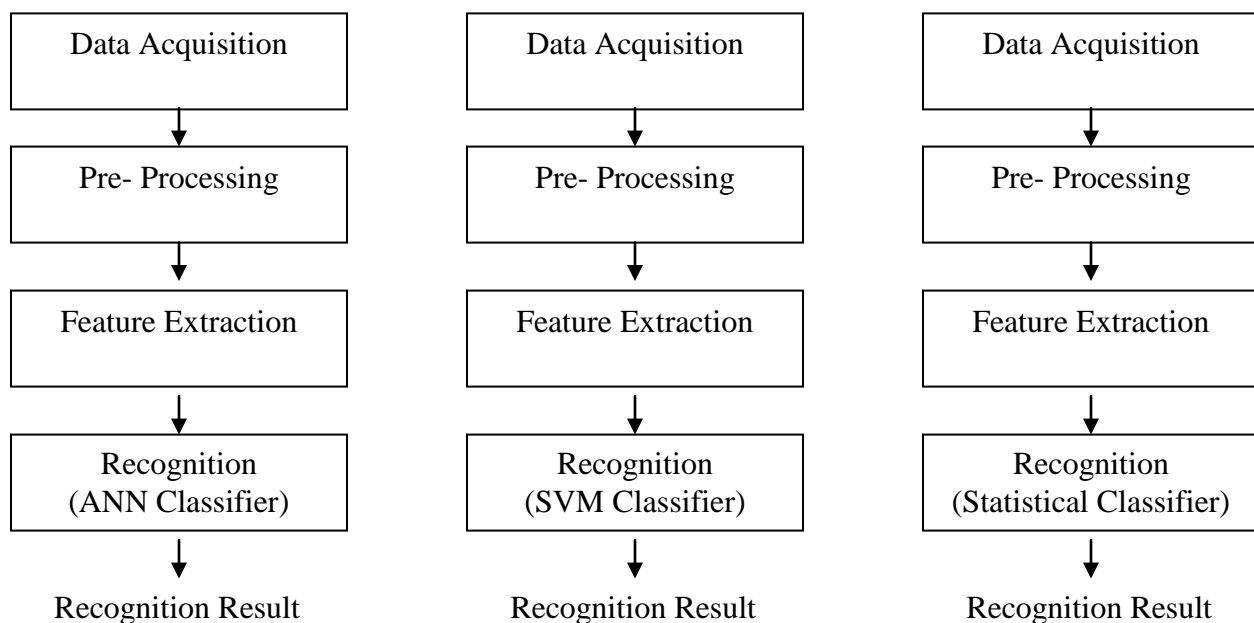 Data Acquisition
Pre- Processing
Feature Extraction
Recognition
(ANN Classifier)
Recognition Result
Data Acquisition
Pre- Processing
Feature Extraction
Recognition
(SVM Classifier)
Recognition Result
Data Acquisition
Pre- Processing
Feature Extraction
Recognition
(Statistical Classifier)
Recognition Result